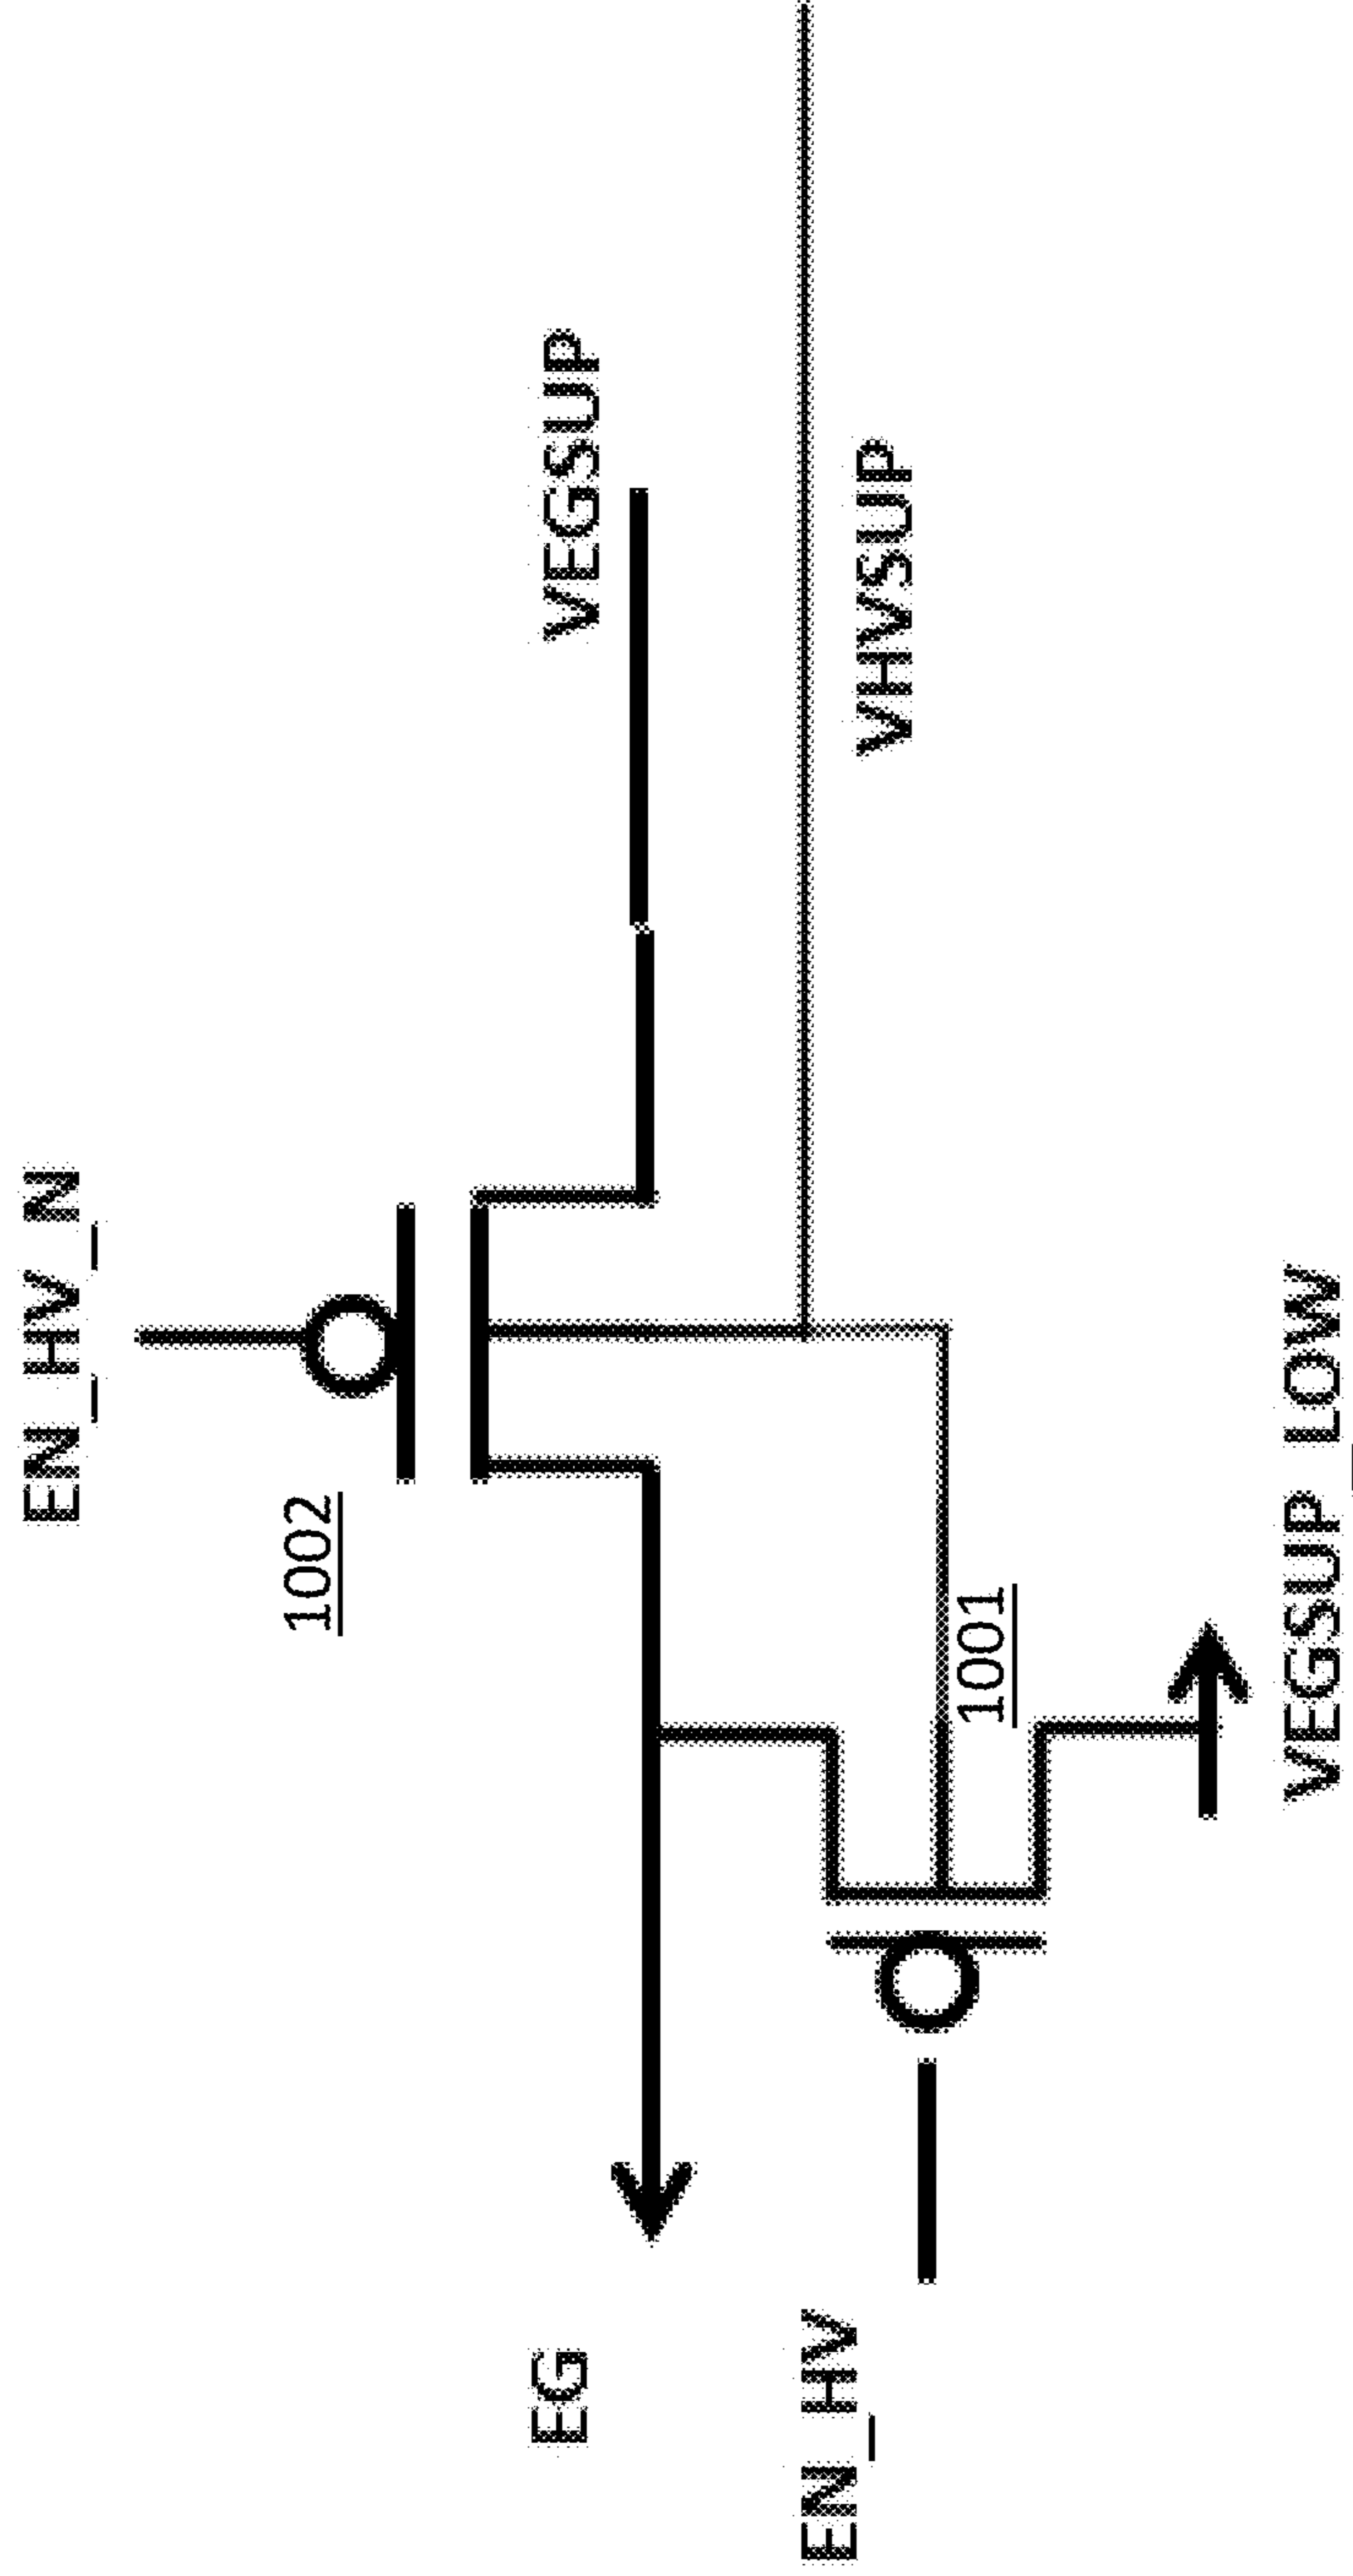 EN_HV_N
1002
VEGSUP
VHVSUP
EG
EN_HV
1001
VEGSUP_LOW